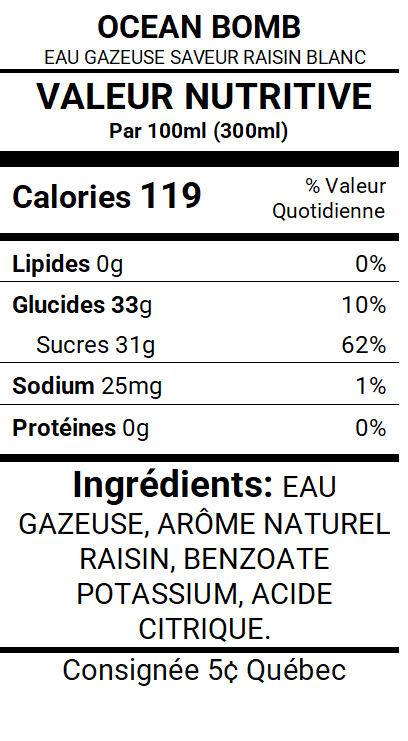 OCEAN BOMB
EAU GAZEUSE SAVEUR RAISIN BLANC
VALEUR NUTRITIVE
Par 100ml (300ml)
Calories 119
% Valeur
Quotidienne
Lipides 0g 0%
Glucides 33g 10%
Sucres 31g 62%
Sodium 25mg 1%
Protéines 0g 0%
Ingrédients: EAU
GAZEUSE, ARÔME NATUREL
RAISIN, BENZOATE
POTASSIUM, ACIDE
CITRIQUE.
Consignée 5¢ Québec